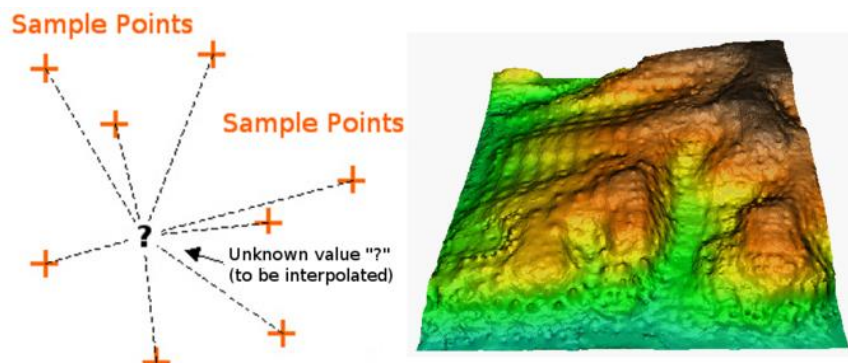 Sample Points
Sample Points
?
Unknown value "?"
(to be interpolated)